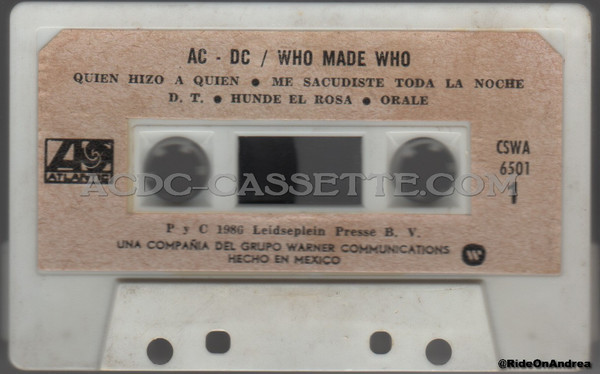 AC - DC / WHO MADE WHO
QUIEN HIZO A QUIEN • ME SACUDISTE TODA LA NOCHE
D. T. • HUNDE EL ROSA • ORALE
ATLANTIC
CSWA
6501
1
ACDC-CASSETTE.COM
P y C 1986 Leidseplein Presse B. V.
UNA COMPAÑIA DEL GRUPO WARNER COMMUNICATIONS
HECHO EN MEXICO
@RideOnAndrea